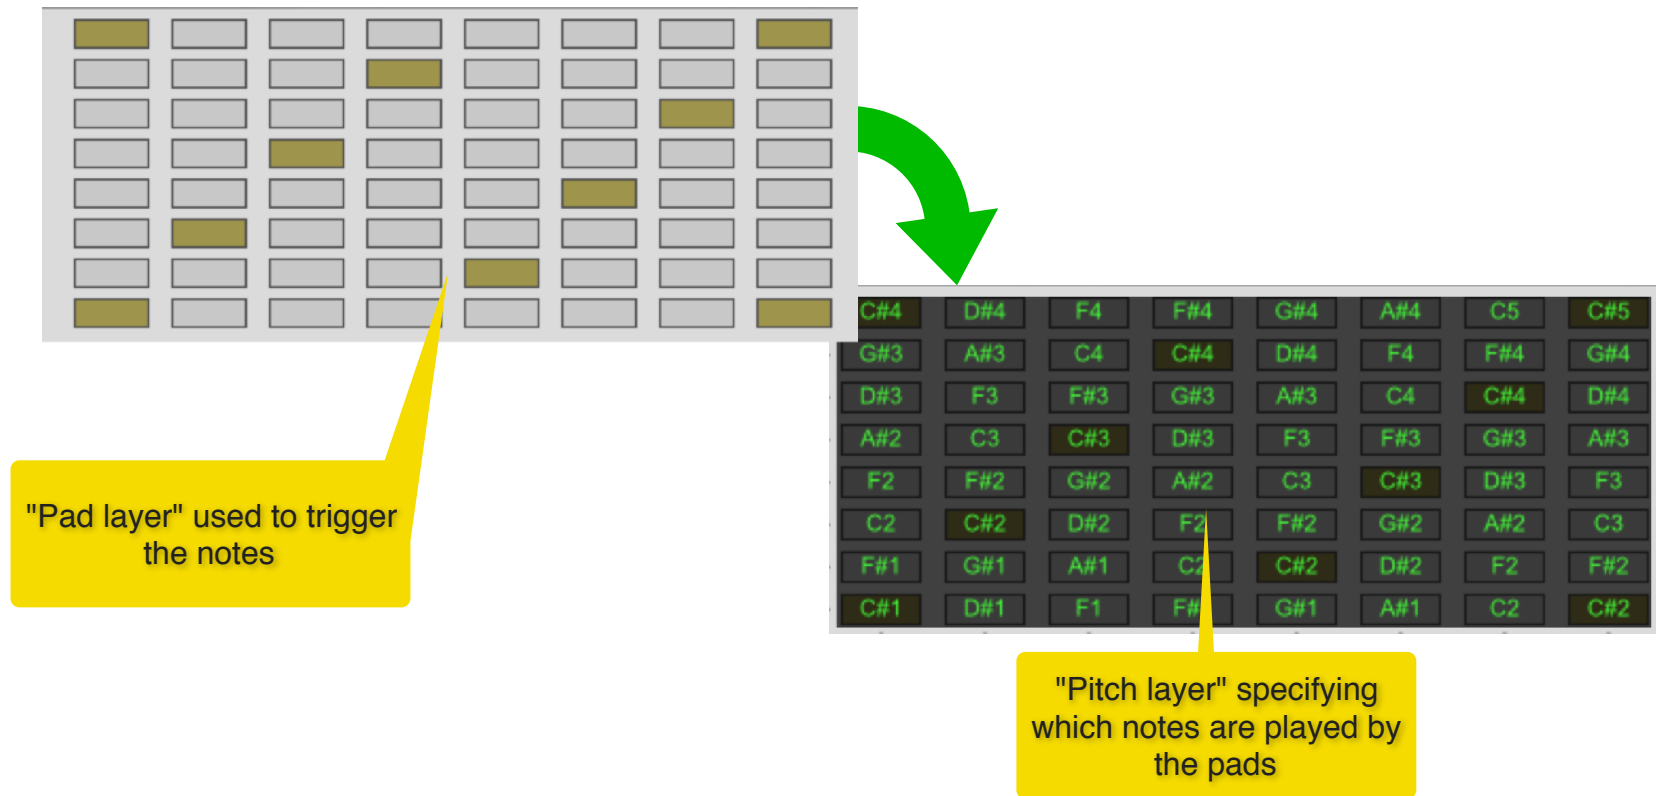 C#4 D#4 F4 F#4 G#4 A#4 C5 C#5
G#3 A#3 C4 C#4 D#4 F4 F#4 G#4
D#3 F3 F#3 G#3 A#3 C4 C#4 D#4
A#2 C3 C#3 D#3 F3 F#3 G#3 A#3
F2 F#2 G#2 A#2 C3 C#3 D#3 F3
C2 C#2 D#2 F2 F#2 G#2 A#2 C3
F#1 G#1 A#1 C2 C#2 D#2 F2 F#2
C#1 D#1 F1 F# G#1 A#1 C2 C#2
"Pad layer" used to trigger
the notes
"Pitch layer" specifying
which notes are played by
the pads